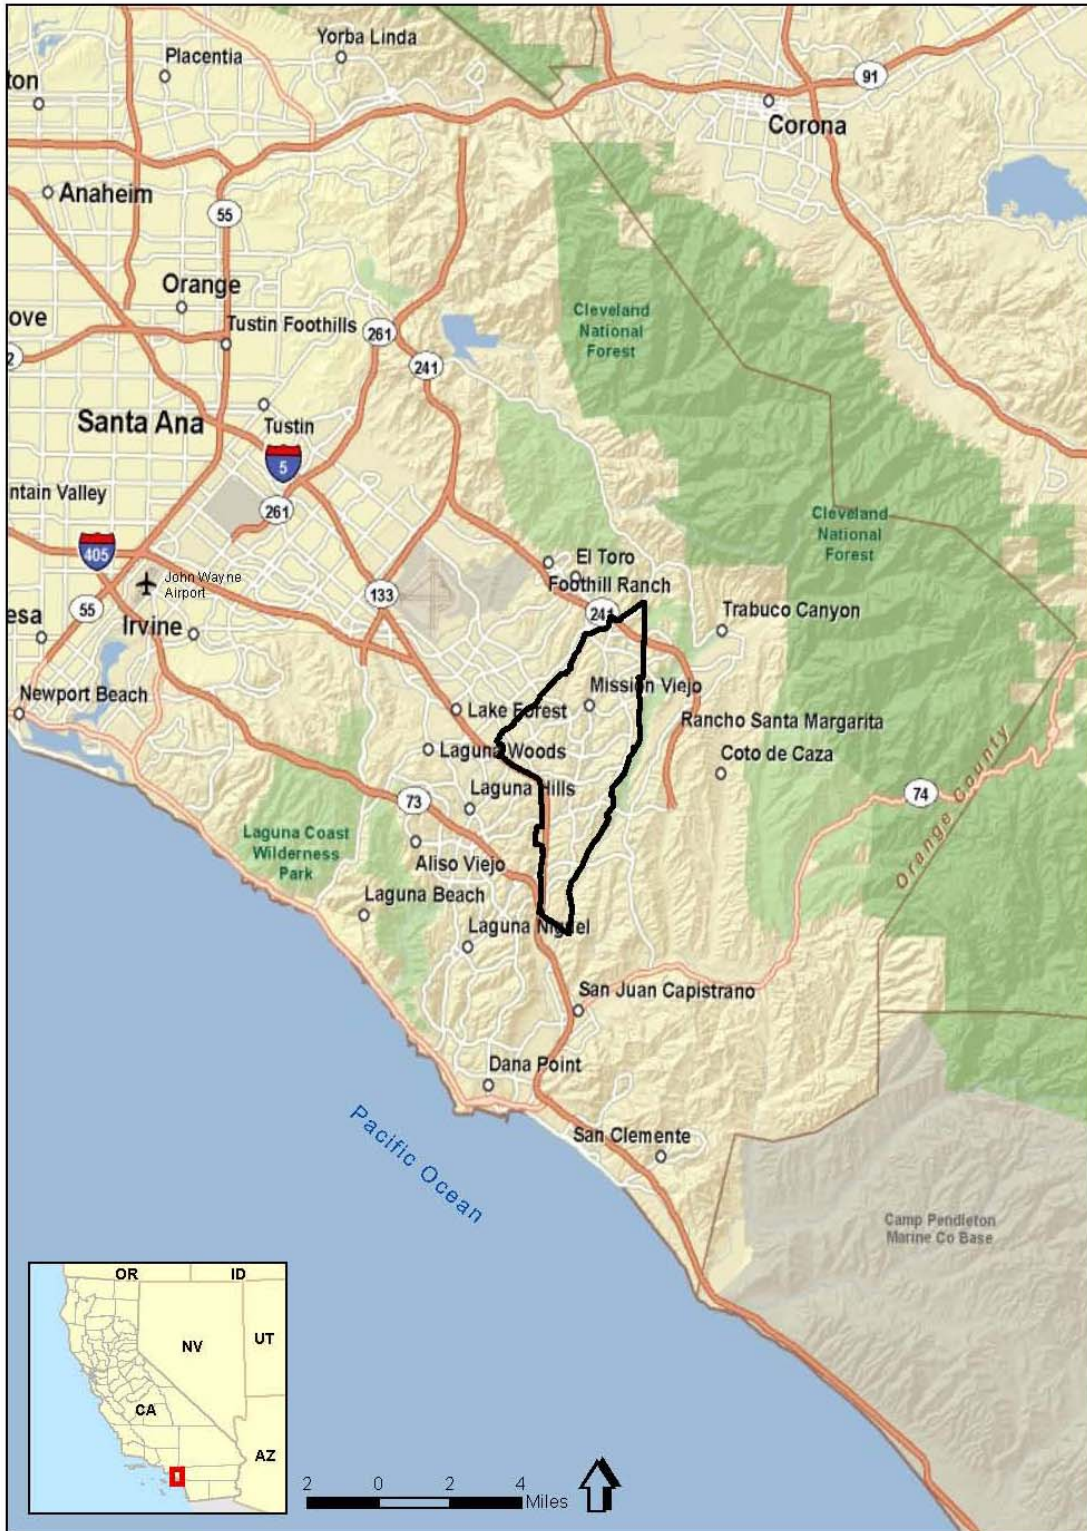 Yorba Linda
Placentia
ton
91
Corona
Anaheim
55
Orange
ove
Tustin Foothills
261
Cleveland
National
Forest
2
241
Santa Ana
Tustin
5
ntain Valley
261
Cleveland
National
Forest
405
El Toro
John Wayne
Airport
Foothill Ranch
133
55
241
Trabuco Canyon
esa
Irvine
Mission Viejo
Newport Beach
Lake Forest
Rancho Santa Margarita
Laguna Woods
Coto de Caza
Laguna Hills
73
74
Orange County
Laguna Coast
Wilderness
Park
Aliso Viejo
Laguna Beach
Laguna Niguel
San Juan Capistrano
Dana Point
Pacific Ocean
San Clemente
Camp Pendleton
Marine Co Base
OR
ID
NV
UT
CA
AZ
2 0 2 4
Miles